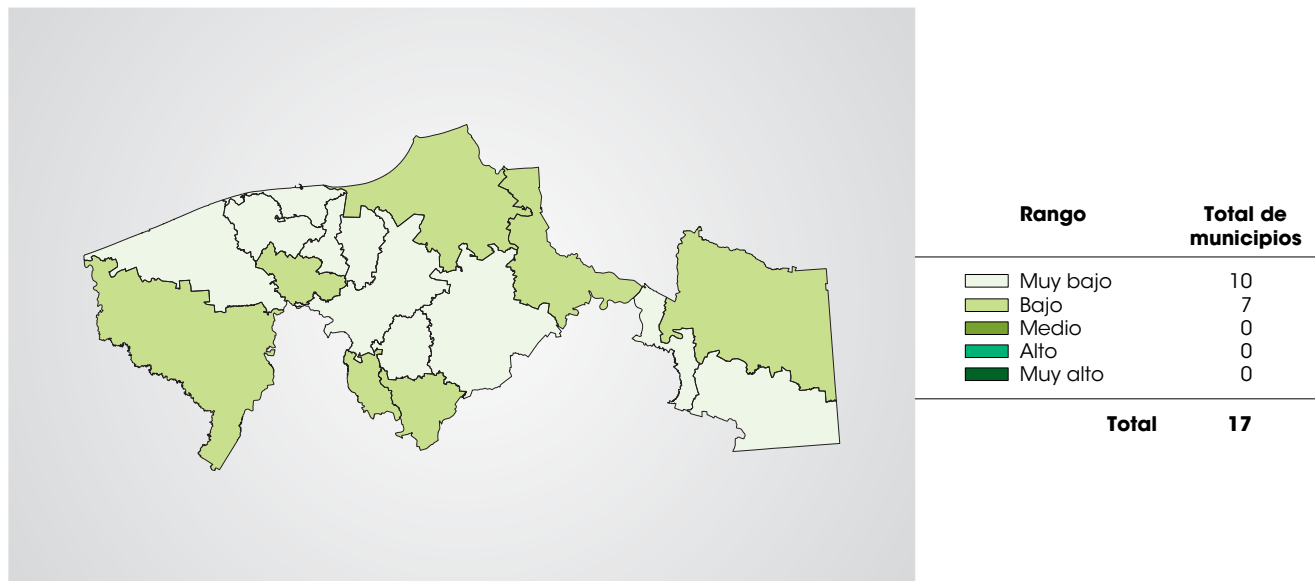 Rango Total de
municipios
Muy bajo 10
Bajo 7
Medio 0
Alto 0
Muy alto 0
Total 17